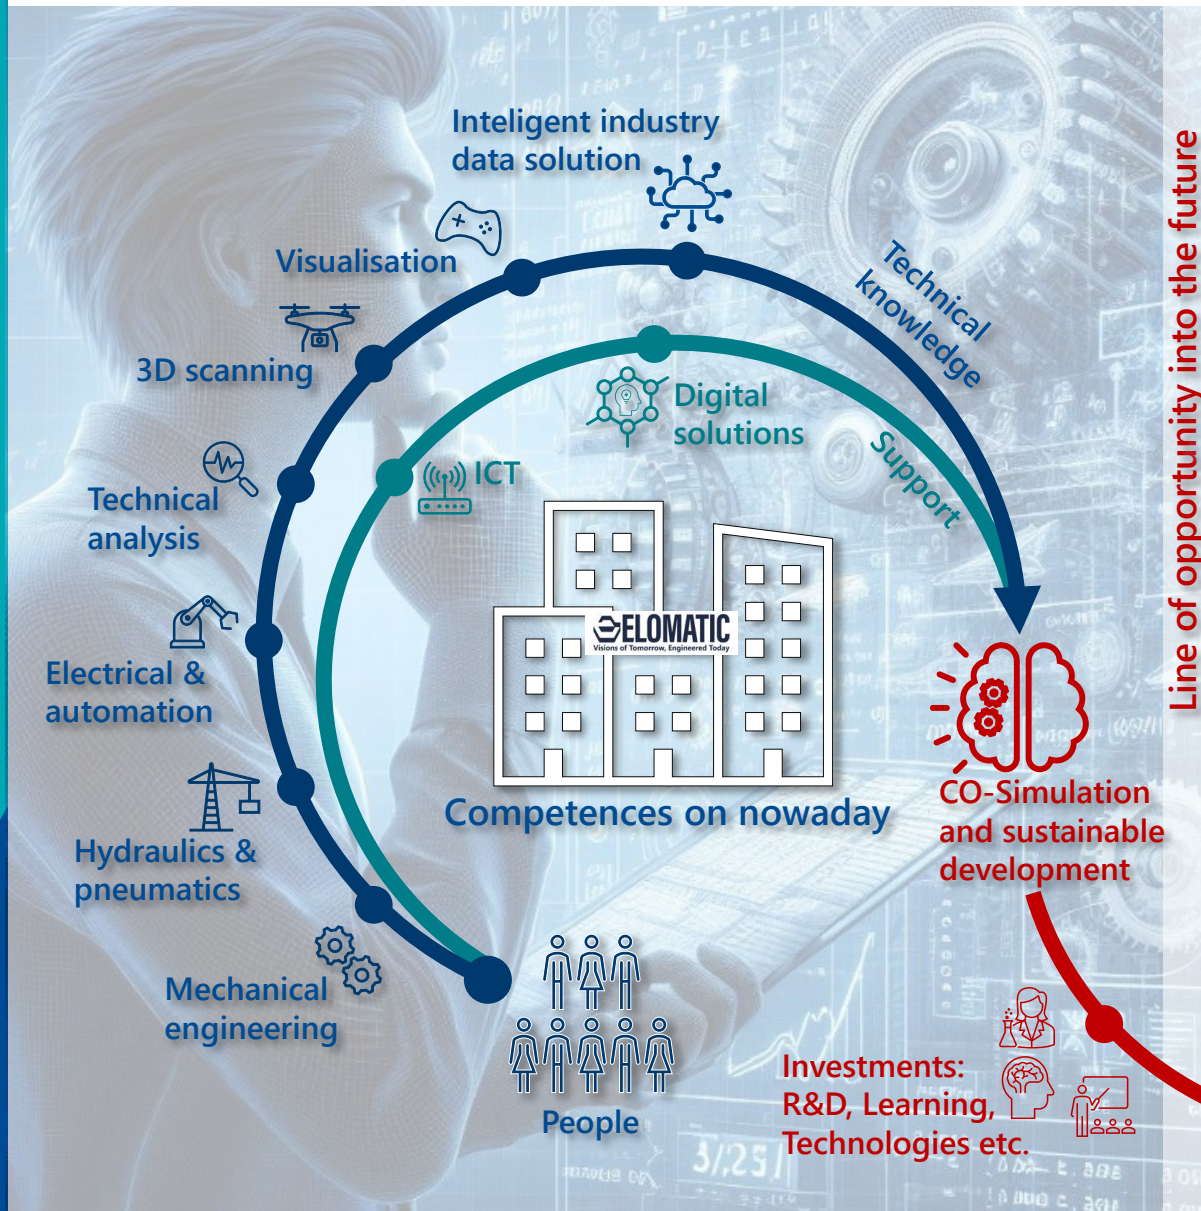 Inteligent industry
data solution
Visualisation
3D scanning
Technical
analysis
Electrical &
automation
Hydraulics &
pneumatics
Mechanical
engineering
People
ICT
Digital
solutions
Technical
knowledge
Support
ELOMATIC
Visions of Tomorrow, Engineered Today
Competences on nowaday
CO-Simulation
and sustainable
development
Investments:
R&D, Learning,
Technologies etc.
Line of opportunity into the future
3/251